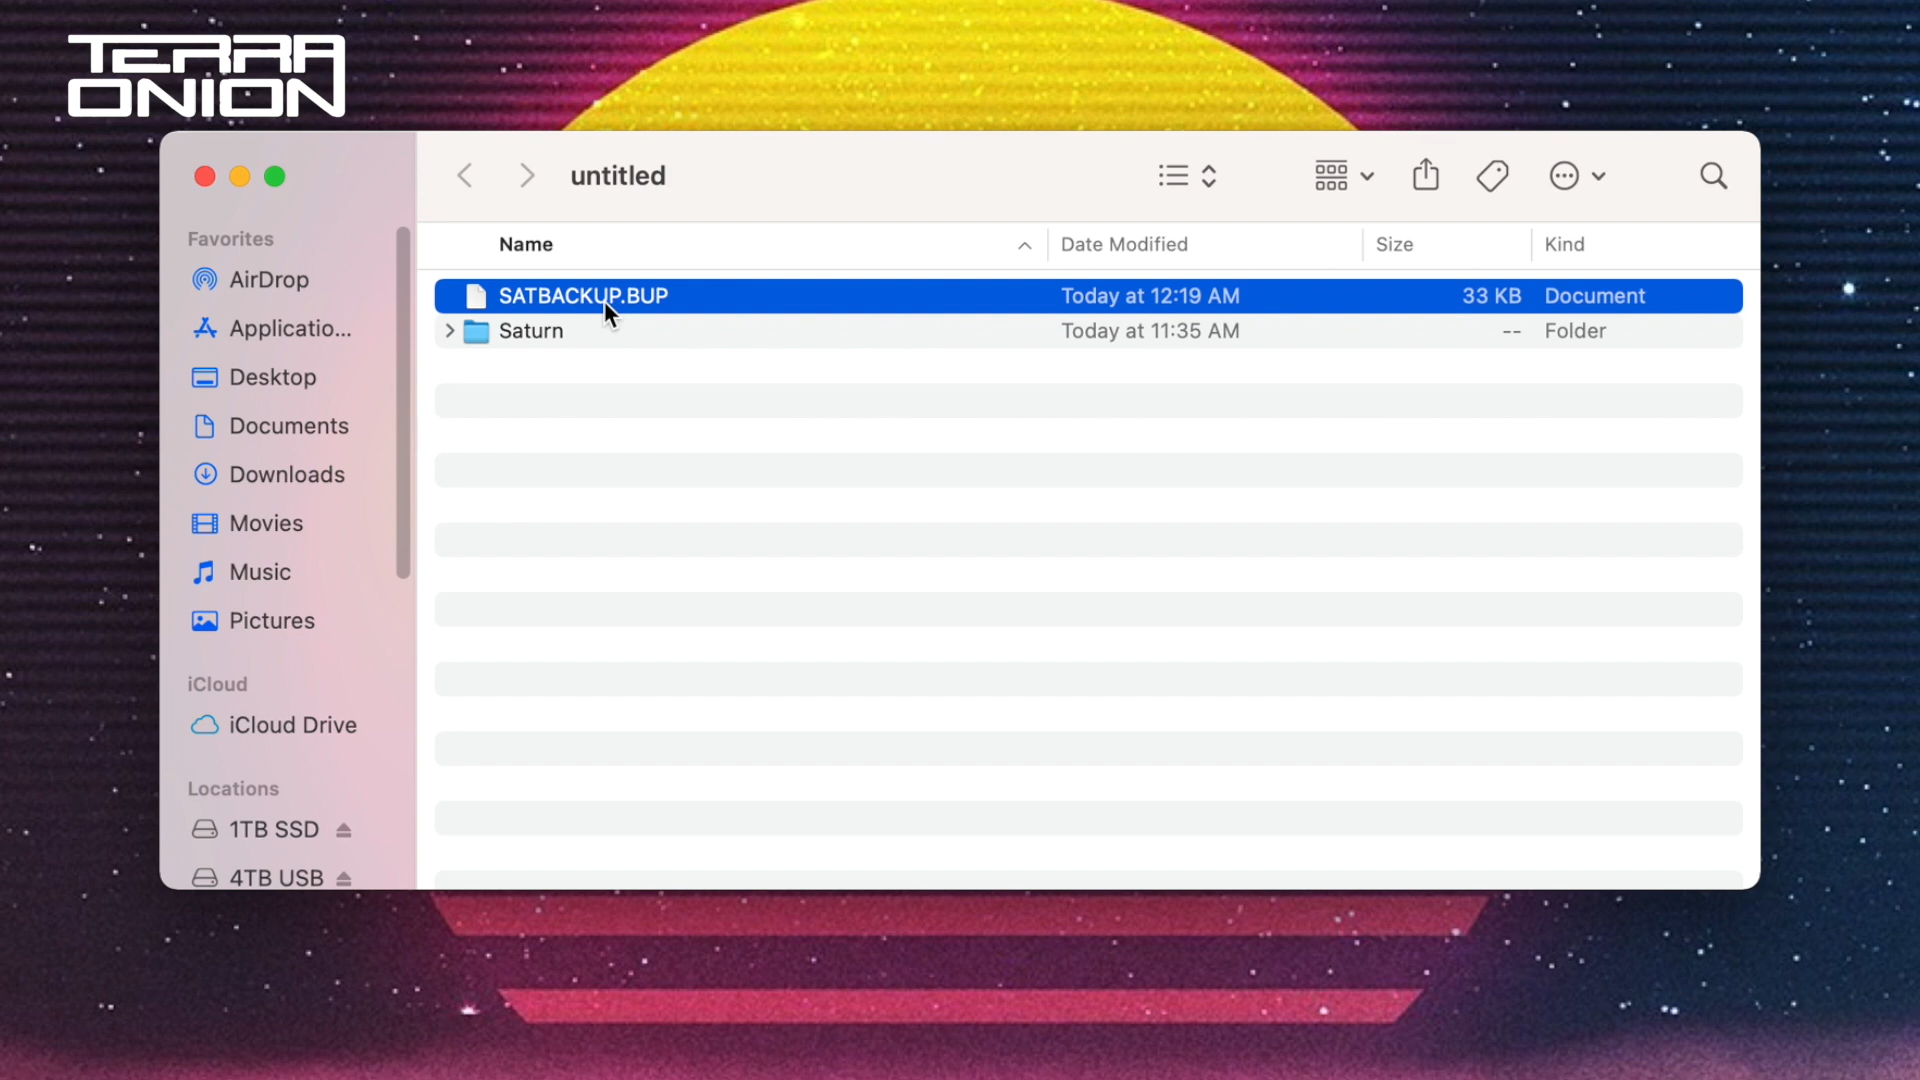 TERRA
ONION
untitled
Name
Date Modified
Size
Kind
SATBACKUP.BUP
Today at 12:19 AM
33 KB
Document
Saturn
Today at 11:35 AM
--
Folder
Favorites
AirDrop
Applicatio...
Desktop
Documents
Downloads
Movies
Music
Pictures
iCloud
iCloud Drive
Locations
1TB SSD
4TB USB